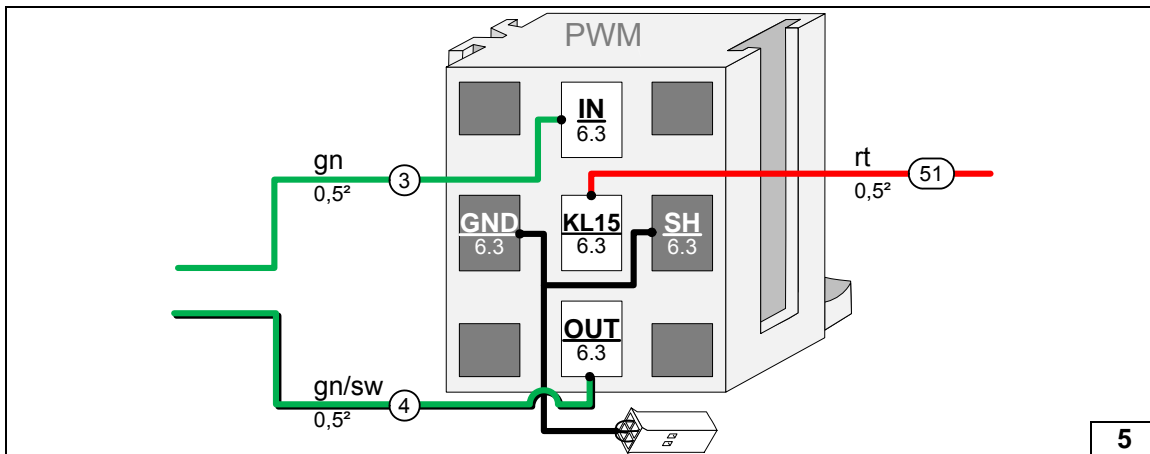 PWM
IN
6.3
gn
3
0,5²
rt
51
0,5²
GND
6.3
KL15
6.3
SH
6.3
OUT
6.3
gn/sw
4
0,5²
5